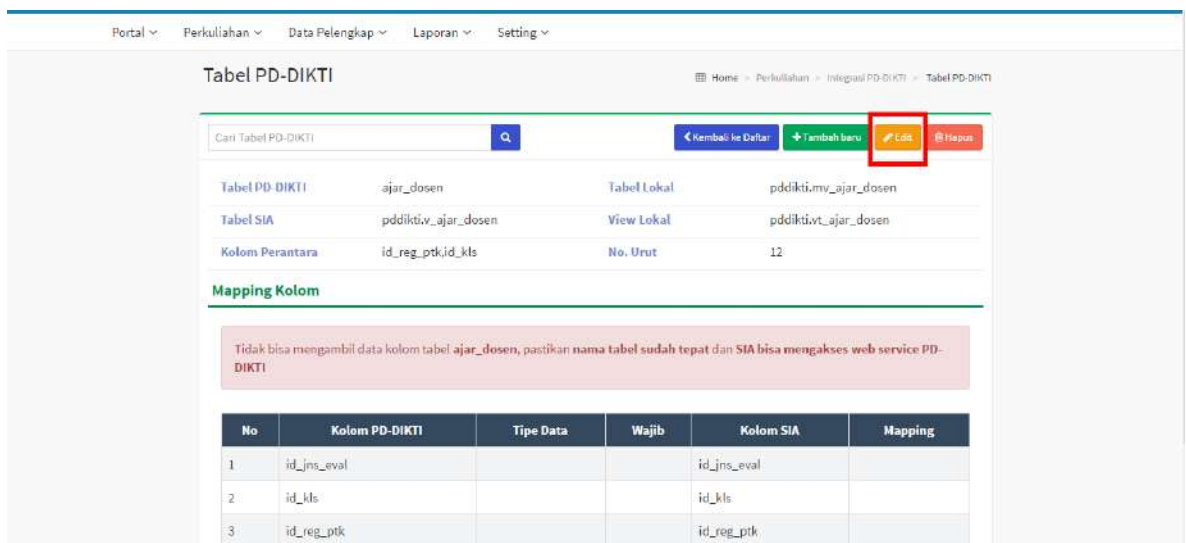 Portal Perkuliahan Data Pelengkap Laporan Setting
Tabel PD-DIKTI
Home > Perkuliahan > Integrasi PD-DIKTI > Tabel PD-DIKTI
Cari Tabel PD-DIKTI
Kembali ke Daftar Tambah baru Edit Hapus
Tabel PD-DIKTI ajar_dosen Tabel Lokal pddikti.mv_ajar_dosen
Tabel SIA pddikti.v_ajar_dosen View Lokal pddikti.vt_ajar_dosen
Kolom Perantara id_reg_ptk,id_kls No. Urut 12
Mapping Kolom
Tidak bisa mengambil data kolom tabel ajar_dosen, pastikan nama tabel sudah tepat dan SIA bisa mengakses web service PD-
DIKTI
No Kolom PD-DIKTI Tipe Data Wajib Kolom SIA Mapping
1 id_jns_eval id_jns_eval
2 id_kls id_kls
3 id_reg_ptk id_reg_ptk